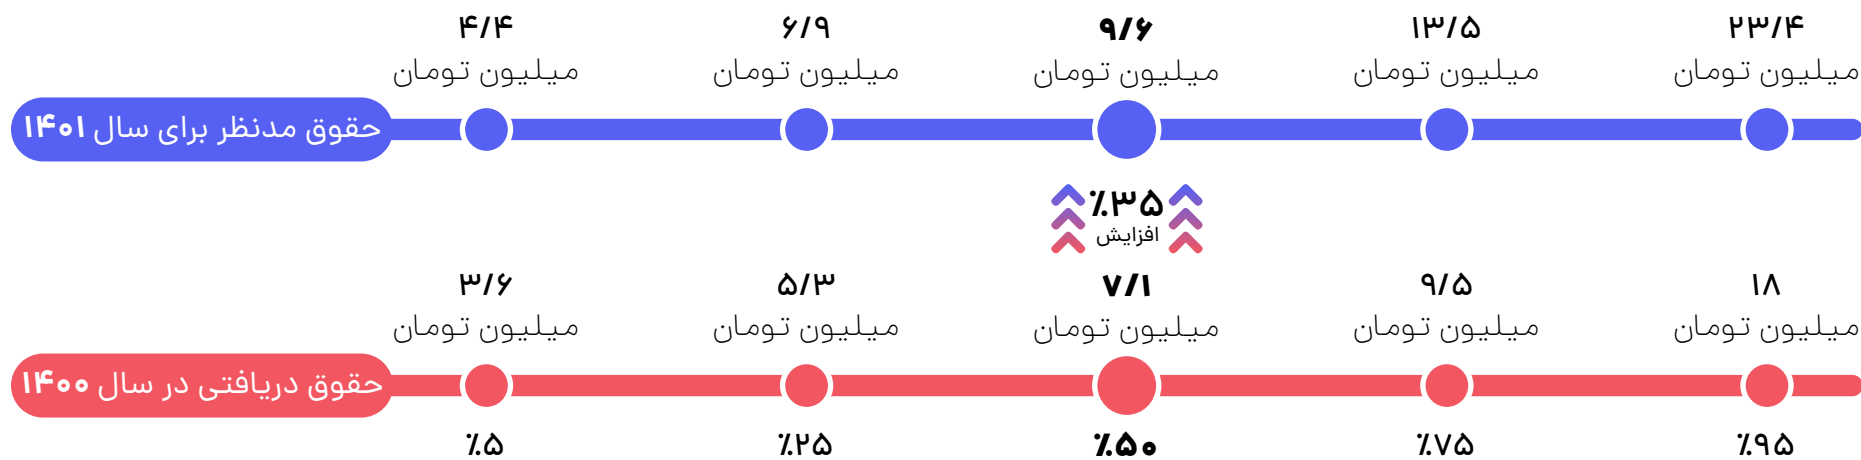 ۴/۴
میلیون تومان
۶/۹
میلیون تومان
۹/۶
میلیون تومان
۱۳/۵
میلیون تومان
۲۳/۴
میلیون تومان
حقوق مدنظر برای سال ۱۴۰۱
٪۳۵
افزایش
۳/۶
میلیون تومان
۵/۳
میلیون تومان
۷/۱
میلیون تومان
۹/۵
میلیون تومان
۱۸
میلیون تومان
حقوق دریافتی در سال ۱۴۰۰
٪۵
٪۲۵
٪۵۰
٪۷۵
٪۹۵